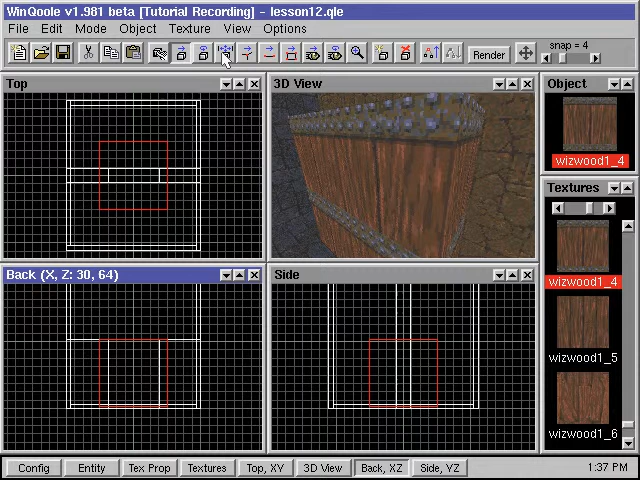 WinQoole v1.981 beta [Tutorial Recording] - lesson12.qle
File Edit Mode Object Texture View Options
Render
snap = 4
Top
3D View
Object
wizwood1_4
Textures
wizwood1_4
wizwood1_5
wizwood1_6
Back (X, Z: 30, 64)
Side
Config Entity Tex Prop Textures Top, XY 3D View Back, XZ Side, YZ 1:37 PM